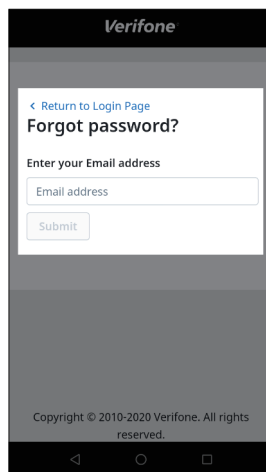 Verifone
< Return to Login Page
Forgot password?
Enter your Email address
Email address
Submit
Copyright © 2010-2020 Verifone. All rights
reserved.